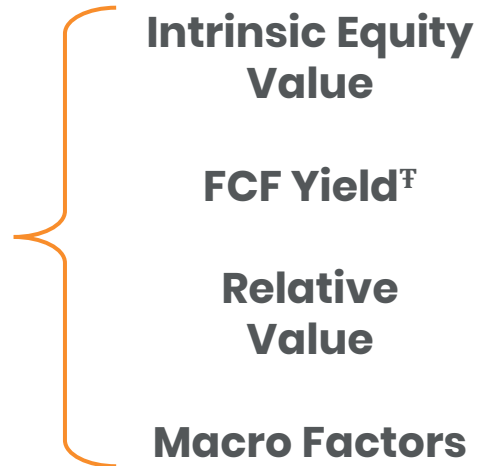 Intrinsic Equity
Value
FCF Yield Ŧ
Relative
Value
Macro Factors